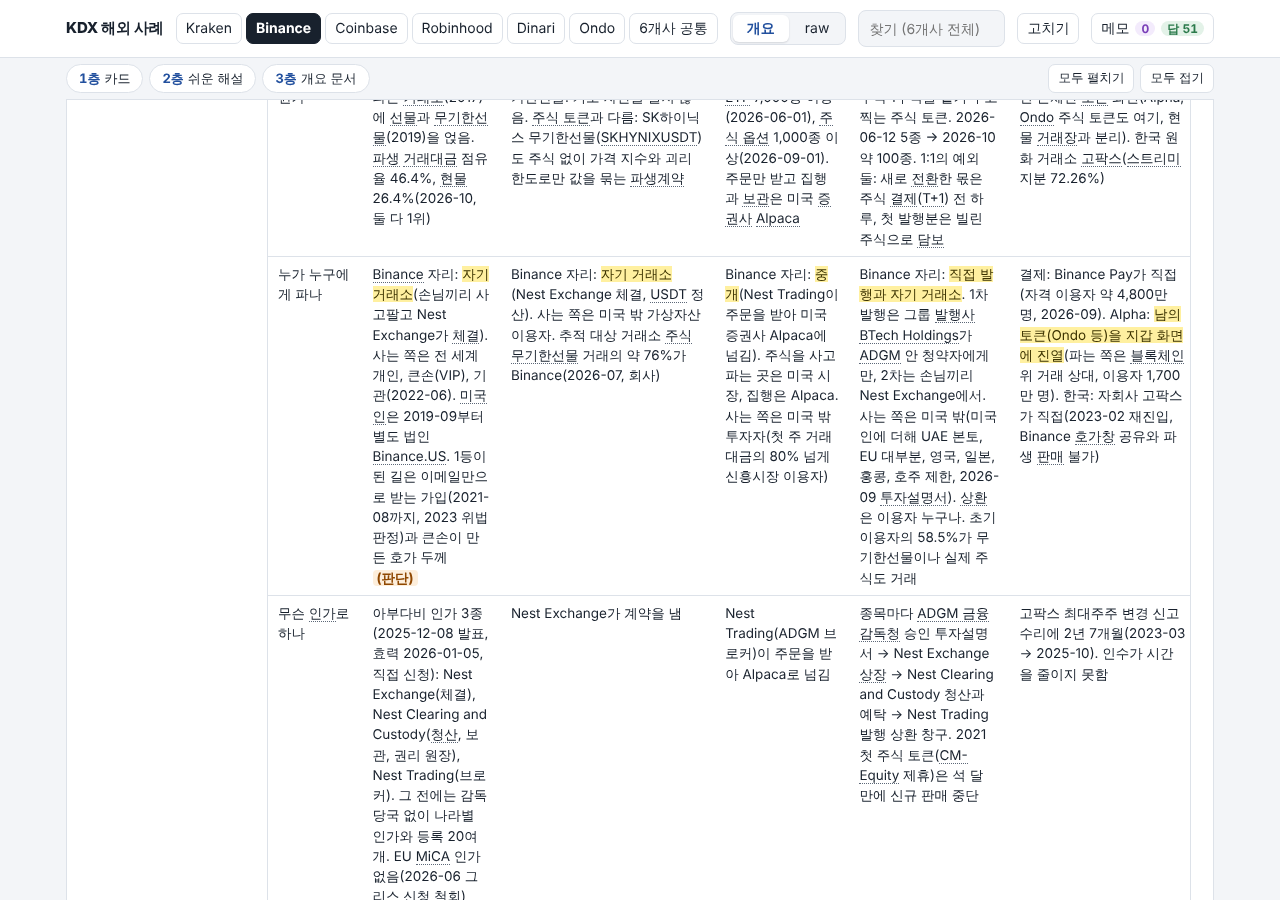 KDX 해외 사례
Kraken
Binance
Coinbase
Robinhood
Dinari
Ondo
6개사 공통
개요
raw
찾기 (6개사 전체)
고치기
메모 0 답 51
1층 카드
2층 쉬운 해설
3층 개요 문서
모두 펼치기
모두 접기
에 선물과 무기한선
물(2019)을 얹음.
파생 거래대금 점유
율 46.4%, 현물
26.4%(2026-10,
둘 다 1위)
음. 주식 토큰과 다름: SK하이닉
스 무기한선물(SKHYNIXUSDT)
도 주식 없이 가격 지수와 괴리
한도로만 값을 묶는 파생계약
(2026-06-01), 주
식 옵션 1,000종 이
상(2026-09-01).
주문만 받고 집행
과 보관은 미국 증
권사 Alpaca
찍는 주식 토큰. 2026-
06-12 5종 → 2026-10
약 100종. 1:1의 예외
둘: 새로 전환한 몫은
주식 결제(T+1) 전 하
루, 첫 발행분은 빌린
주식으로 담보
Ondo 주식 토큰도 여기, 현
물 거래장과 분리). 한국 원
화 거래소 고팍스(스트리미
지분 72.26%)
누가 누구에
게 파나
Binance 자리: 자기
거래소(손님끼리 사
고팔고 Nest
Exchange가 체결).
사는 쪽은 전 세계
개인, 큰손(VIP), 기
관(2022-06). 미국
인은 2019-09부터
별도 법인
Binance.US. 1등이
된 길은 이메일만으
로 받는 가입(2021-
08까지, 2023 위법
판정)과 큰손이 만
든 호가 두께
(판단)
Binance 자리: 자기 거래소
(Nest Exchange 체결, USDT 정
산). 사는 쪽은 미국 밖 가상자산
이용자. 추적 대상 거래소 주식
무기한선물 거래의 약 76%가
Binance(2026-07, 회사)
Binance 자리: 중
개(Nest Trading이
주문을 받아 미국
증권사 Alpaca에
넘김). 주식을 사고
파는 곳은 미국 시
장, 집행은 Alpaca.
사는 쪽은 미국 밖
투자자(첫 주 거래
대금의 80% 넘게
신흥시장 이용자)
Binance 자리: 직접 발
행과 자기 거래소. 1차
발행은 그룹 발행사
BTech Holdings가
ADGM 안 청약자에게
만, 2차는 손님끼리
Nest Exchange에서.
사는 쪽은 미국 밖(미국
인에 더해 UAE 본토,
EU 대부분, 영국, 일본,
홍콩, 호주 제한, 2026-
09 투자설명서). 상환
은 이용자 누구나. 초기
이용자의 58.5%가 무
기한선물이나 실제 주
식도 거래
결제: Binance Pay가 직접
(자격 이용자 약 4,800만
명, 2026-09). Alpha: 남의
토큰(Ondo 등)을 지갑 화면
에 진열(파는 쪽은 블록체인
위 거래 상대, 이용자 1,700
만 명). 한국: 자회사 고팍스
가 직접(2023-02 재진입,
Binance 호가창 공유와 파
생 판매 불가)
무슨 인가로
하나
아부다비 인가 3종
(2025-12-08 발표,
효력 2026-01-05,
직접 신청): Nest
Exchange(체결),
Nest Clearing and
Custody(청산, 보
관, 권리 원장),
Nest Trading(브로
커). 그 전에는 감독
당국 없이 나라별
인가와 등록 20여
개. EU MiCA 인가
없음(2026-06 그
리스 신청 철회)
Nest Exchange가 계약을 냄
Nest
Trading(ADGM 브
로커)이 주문을 받
아 Alpaca로 넘김
종목마다 ADGM 금융
감독청 승인 투자설명
서 → Nest Exchange
상장 → Nest Clearing
and Custody 청산과
예탁 → Nest Trading
발행 상환 창구. 2021
첫 주식 토큰(CM-
Equity 제휴)은 석 달
만에 신규 판매 중단
고팍스 최대주주 변경 신고
수리에 2년 7개월(2023-03
→ 2025-10). 인수가 시간
을 줄이지 못함